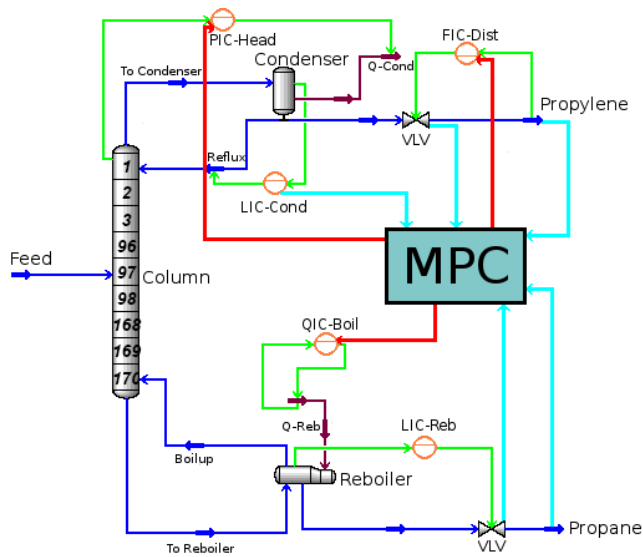 PIC-Head
FIC-Dist
Condenser
To Condenser
Q-Cond
Propylene
VLV
Reflux
LIC-Cond
1
2
3
96
97
98
168
169
170
Feed
Column
MPC
QIC-Boil
Q-Reb
LIC-Reb
Boilup
Reboiler
To Reboiler
VLV
Propane